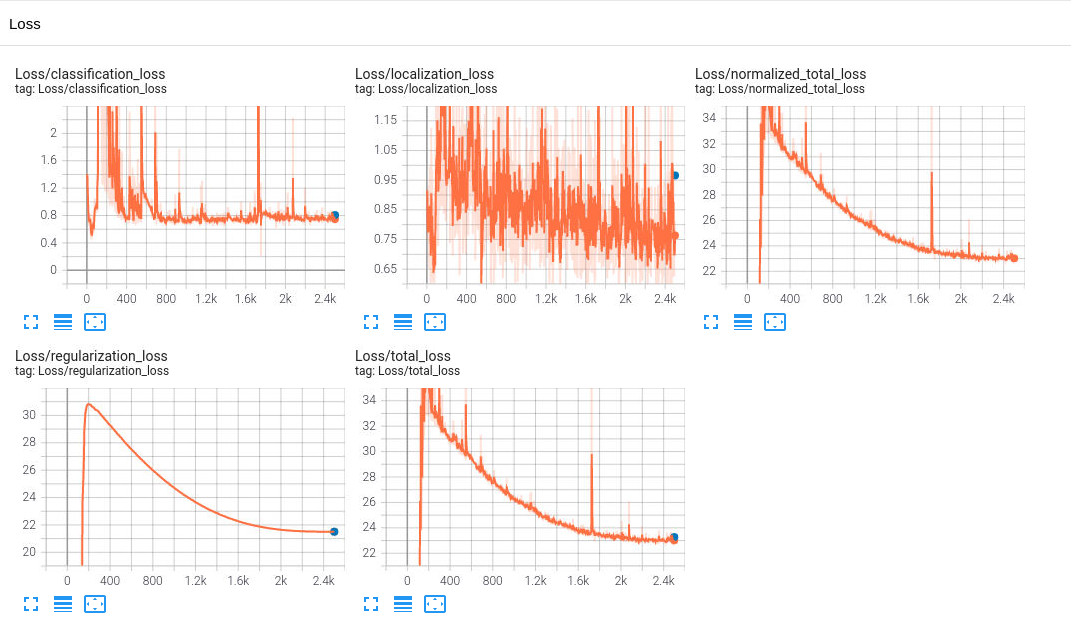 Loss
Loss/classification_loss
tag: Loss/classification_loss
2
1.6
1.2
0.8
0.4
0
0 400 800 1.2k 1.6k 2k 2.4k
Loss/localization_loss
tag: Loss/localization_loss
1.15
1.05
0.95
0.85
0.75
0.65
0 400 800 1.2k 1.6k 2k 2.4k
Loss/normalized_total_loss
tag: Loss/normalized_total_loss
34
32
30
28
26
24
22
0 400 800 1.2k 1.6k 2k 2.4k
Loss/regularization_loss
tag: Loss/regularization_loss
30
28
26
24
22
20
0 400 800 1.2k 1.6k 2k 2.4k
Loss/total_loss
tag: Loss/total_loss
34
32
30
28
26
24
22
0 400 800 1.2k 1.6k 2k 2.4k